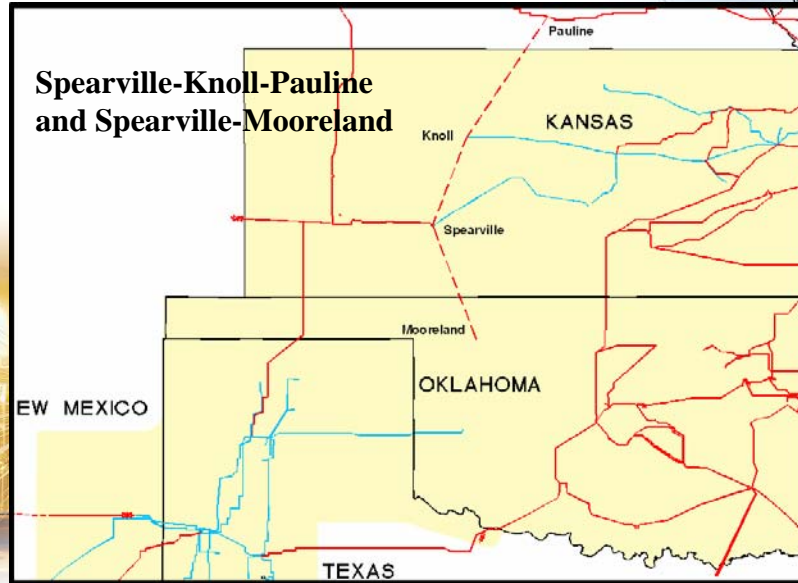 Pauline
Spearville-Knoll-Pauline
and Spearville-Mooreland
Knoll
KANSAS
Spearville
Mooreland
OKLAHOMA
EW MEXICO
TEXAS